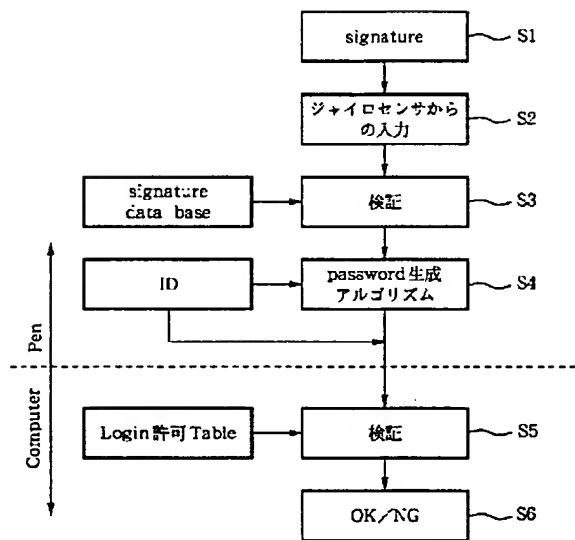 signature
S1
ジャイロセンサから
の入力
S2
signature
data base
検証
S3
ID
password生成
アルゴリズム
S4
Pen
Computer
Login許可Table
検証
S5
OK/NG
S6